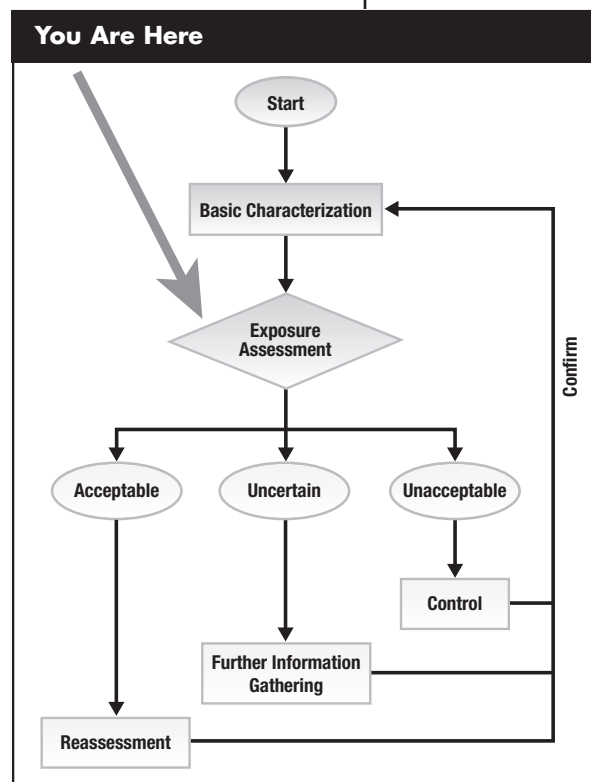 You Are Here
Start
Basic Characterization
Exposure
Assessment
Confirm
Acceptable
Uncertain
Unacceptable
Control
Further Information
Gathering
Reassessment